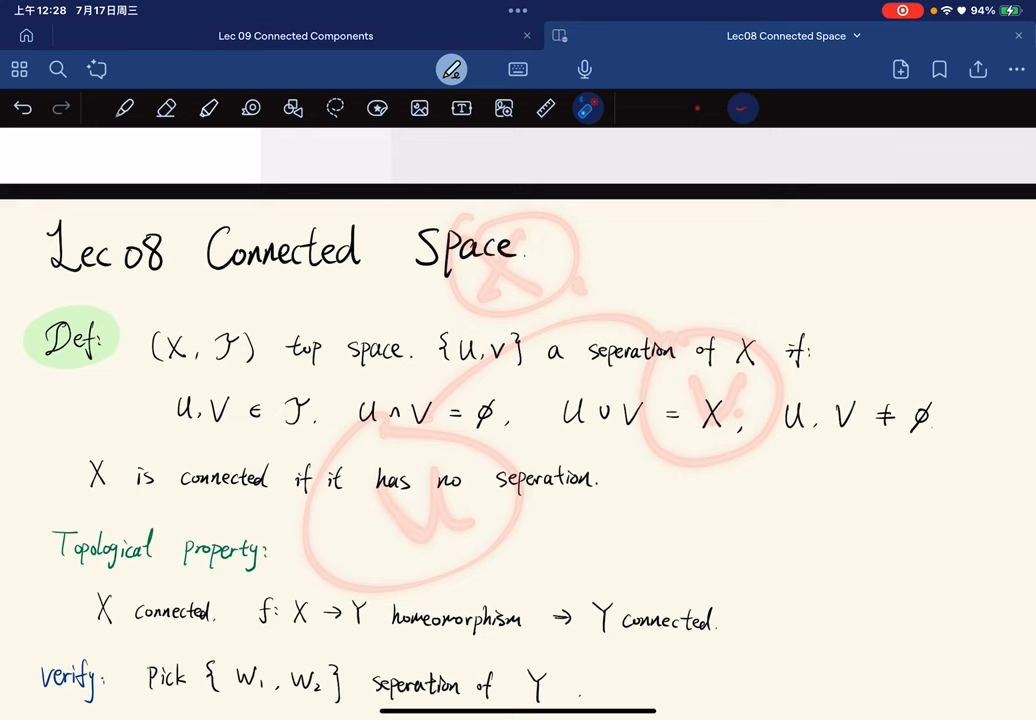 上午12:28 7月17日周三
94%
Lec 09 Connected Components
Lec08 Connected Space
Lec 08 Connected Space.
X
Def: (X, 𝒯) top space. {U, V} a seperation of X if:
U, V ∈ 𝒯. U ∩ V = ∅, U ∪ V = X, U, V ≠ ∅.
V
X is connected if it has no seperation.
U
Topological property:
X connected. f: X → Y homeomorphism → Y connected.
verify: Pick { W₁, W₂ } seperation of Y.